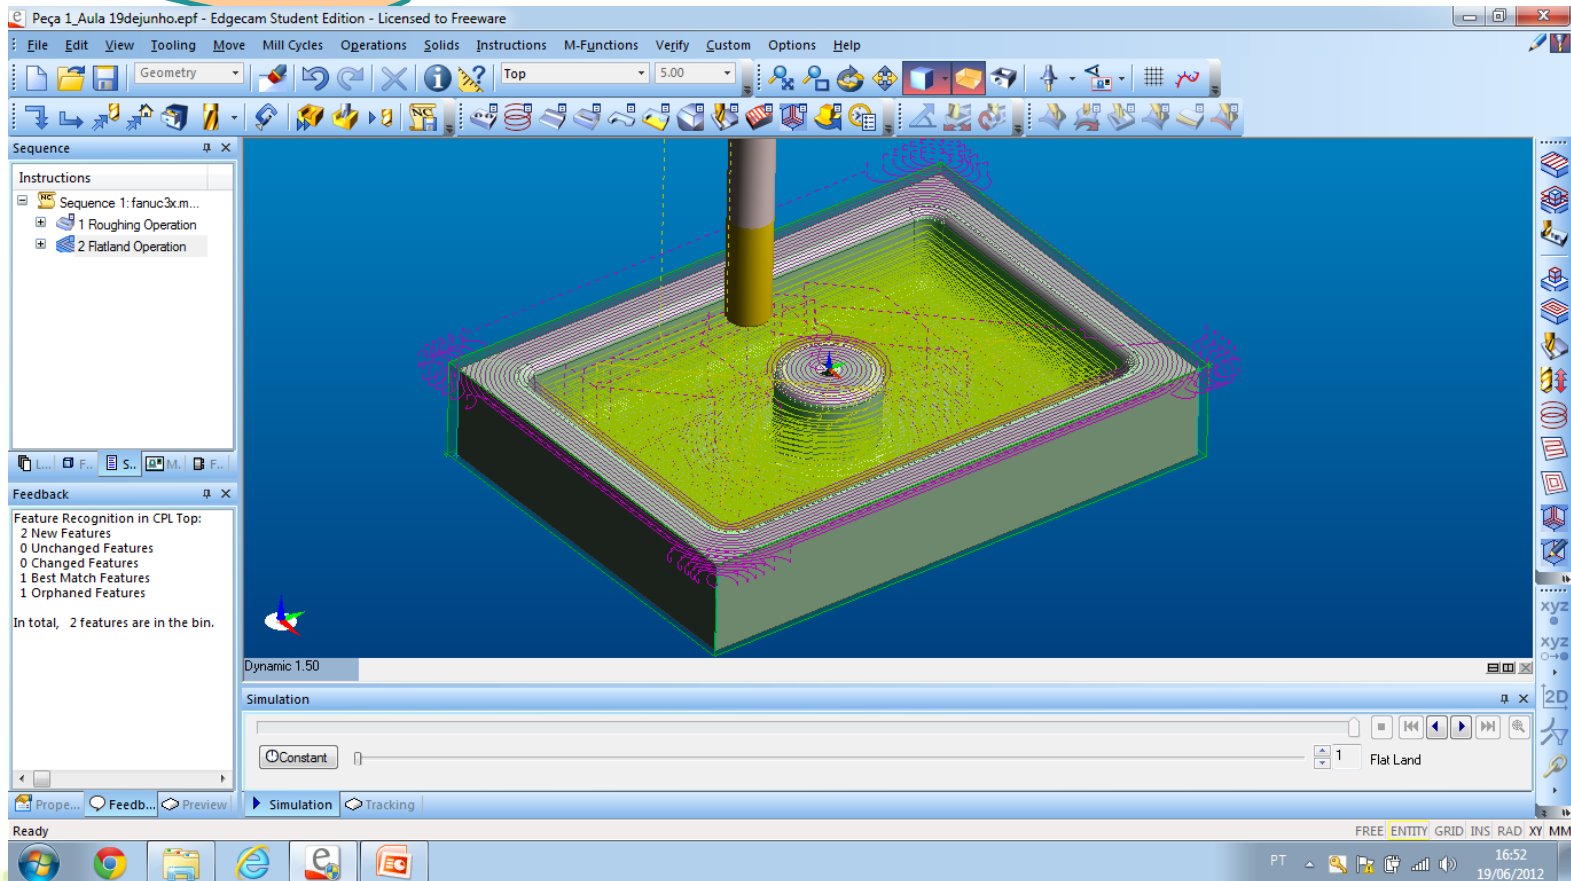 Peça 1_Aula 19dejunho.epf - Edgecam Student Edition - Licensed to Freeware
File Edit View Tooling Move Mill Cycles Operations Solids Instructions M-Functions Verify Custom Options Help
Geometry Top 5.00
Sequence
Instructions
NC Sequence 1: fanuc3x.m...
1 Roughing Operation
2 Flatland Operation
L... F.. S.. M. F..
Feedback
Feature Recognition in CPL Top:
2 New Features
0 Unchanged Features
0 Changed Features
1 Best Match Features
1 Orphaned Features
In total, 2 features are in the bin.
Prope... Feedb... Preview
xyz
xyz
2D
Dynamic 1.50
Simulation
Constant 1 Flat Land
Simulation Tracking
Ready FREE ENTITY GRID INS RAD XY MM
PT 16:52
19/06/2012